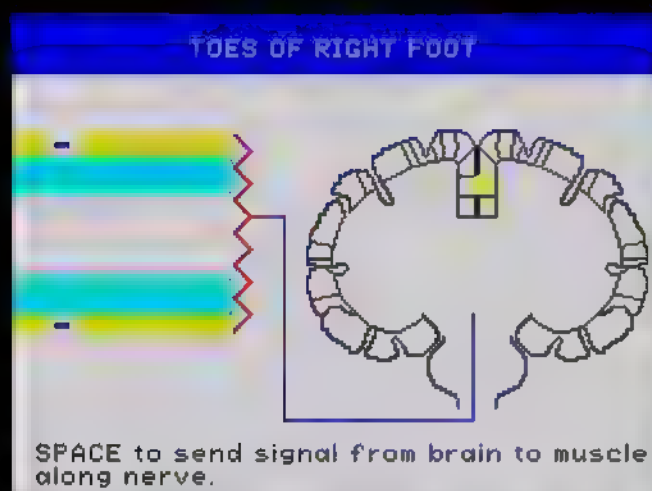 TOES OF RIGHT FOOT
SPACE to send signal from brain to muscle
along nerve.